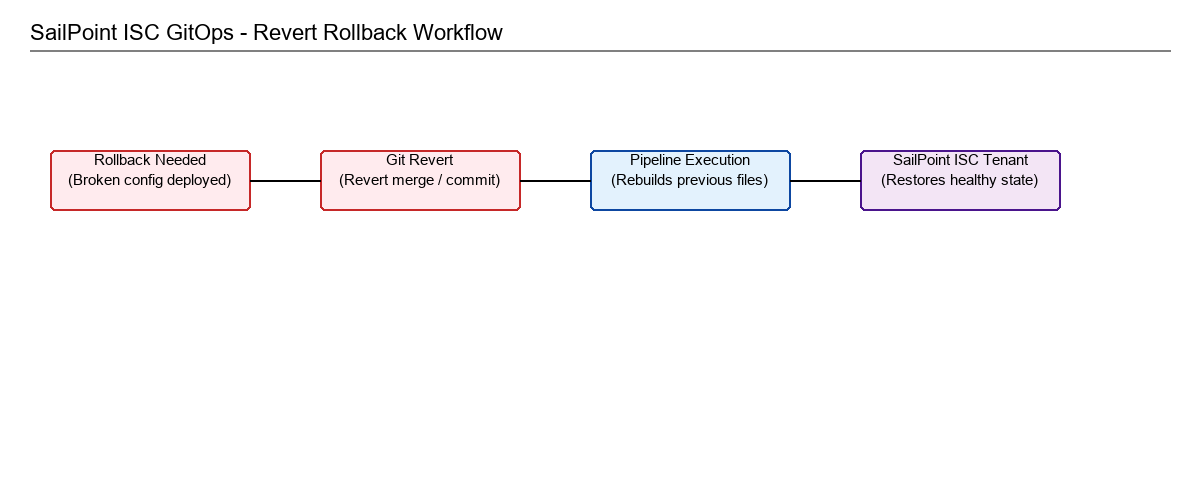 SailPoint ISC GitOps - Revert Rollback Workflow
Rollback Needed
(Broken config deployed)
Git Revert
(Revert merge / commit)
Pipeline Execution
(Rebuilds previous files)
SailPoint ISC Tenant
(Restores healthy state)